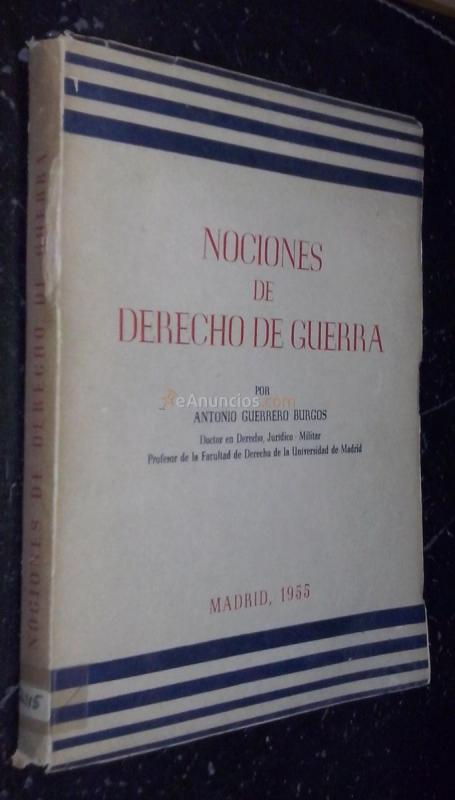 NOCIONES
DE
DERECHO DE GUERRA
POR
eAnuncios.com
ANTONIO GUERRERO BURGOS
Doctor en Derecho, Jurídico - Militar
Profesor de la Facultad de Derecho de la Universidad de Madrid
MADRID, 1955
NOCIONES DE DERECHO DE GUERRA